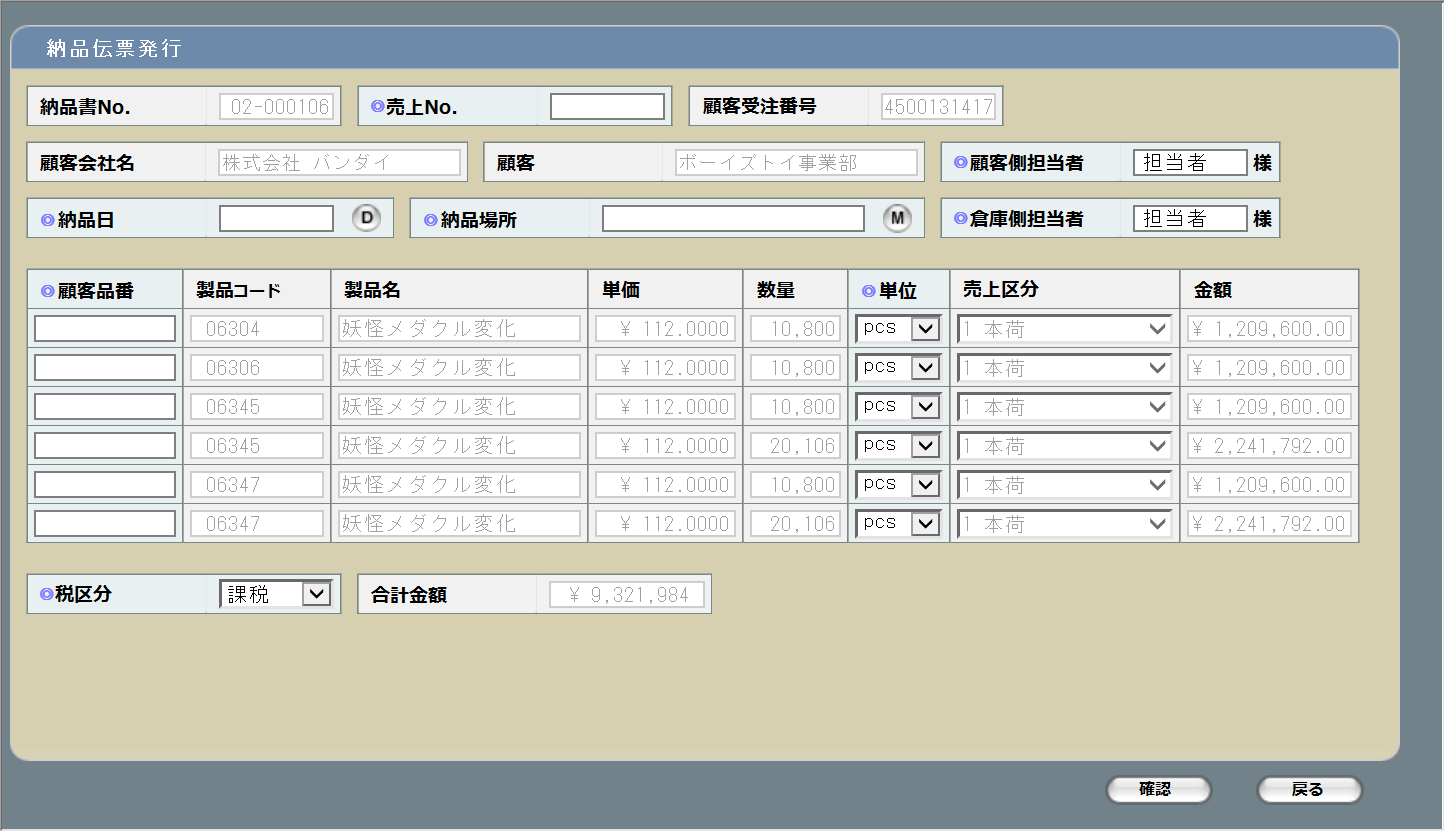 納品伝票発行
納品書No. 02-000106 ◎売上No. 顧客受注番号 4500131417
顧客会社名 株式会社 バンダイ 顧客 ボーイズトイ事業部 ◎顧客側担当者 担当者 様
◎納品日 D ◎納品場所 M ◎倉庫側担当者 担当者 様
◎顧客品番 製品コード 製品名 単価 数量 ◎単位 売上区分 金額
06304 妖怪メダクル変化 ¥ 112.0000 10,800 pcs 1 本荷 ¥ 1,209,600.00
06306 妖怪メダクル変化 ¥ 112.0000 10,800 pcs 1 本荷 ¥ 1,209,600.00
06345 妖怪メダクル変化 ¥ 112.0000 10,800 pcs 1 本荷 ¥ 1,209,600.00
06345 妖怪メダクル変化 ¥ 112.0000 20,106 pcs 1 本荷 ¥ 2,241,792.00
06347 妖怪メダクル変化 ¥ 112.0000 10,800 pcs 1 本荷 ¥ 1,209,600.00
06347 妖怪メダクル変化 ¥ 112.0000 20,106 pcs 1 本荷 ¥ 2,241,792.00
◎税区分 課税 合計金額 ¥ 9,321,984
確認 戻る